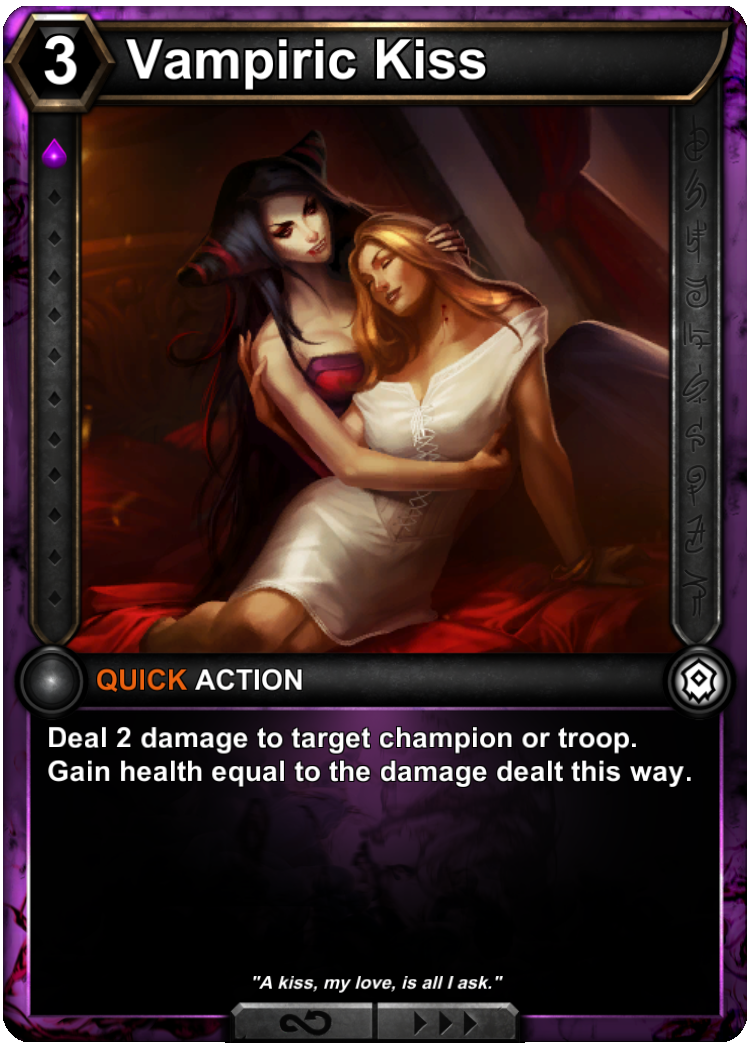 3 Vampiric Kiss
QUICK ACTION
Deal 2 damage to target champion or troop.
Gain health equal to the damage dealt this way.
"A kiss, my love, is all I ask."